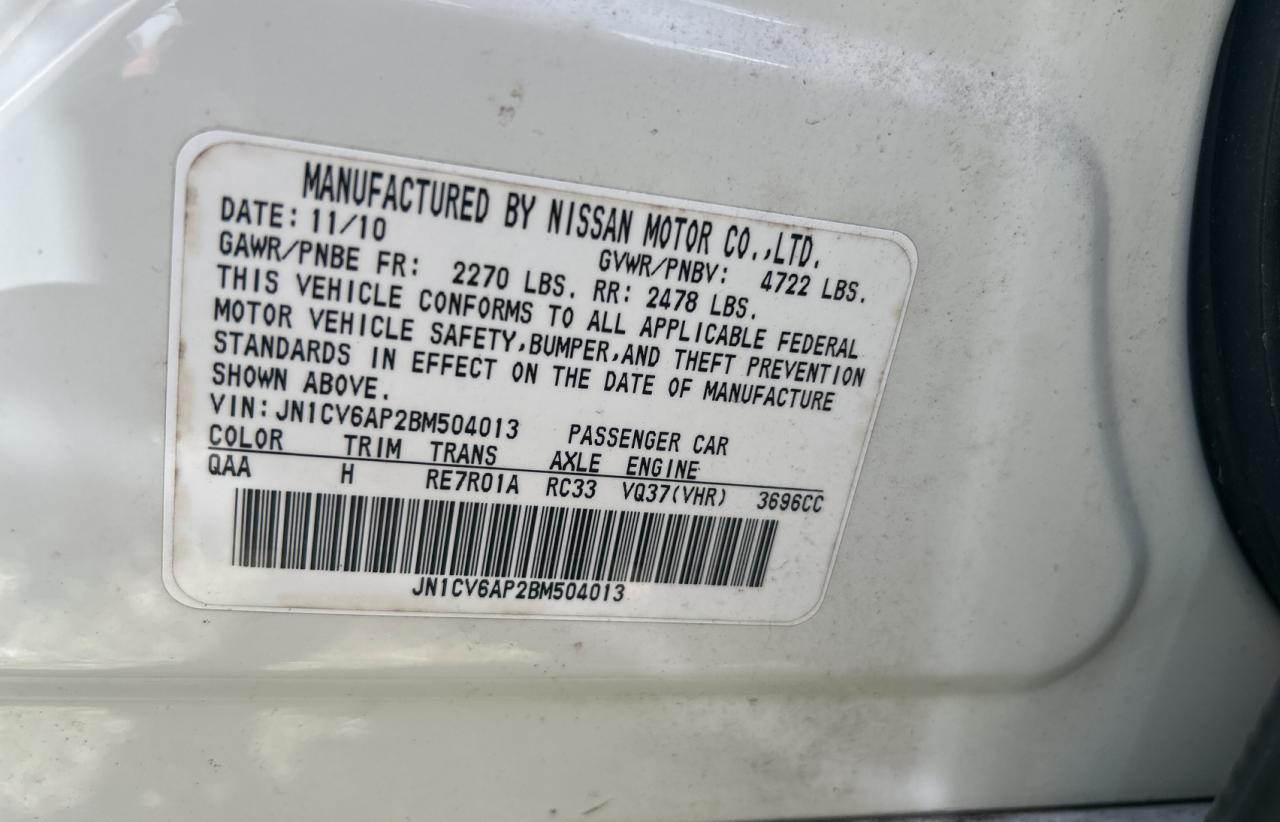 MANUFACTURED BY NISSAN MOTOR CO.,LTD.
DATE: 11/10
GVWR/PNBV: 4722 LBS.
GAWR/PNBE FR: 2270 LBS. RR: 2478 LBS.
THIS VEHICLE CONFORMS TO ALL APPLICABLE FEDERAL
MOTOR VEHICLE SAFETY,BUMPER,AND THEFT PREVENTION
STANDARDS IN EFFECT ON THE DATE OF MANUFACTURE
SHOWN ABOVE.
VIN:JN1CV6AP2BM504013 PASSENGER CAR
COLOR TRIM TRANS AXLE ENGINE
QAA H RE7R01A RC33 VQ37(VHR) 3696CC
JN1CV6AP2BM504013